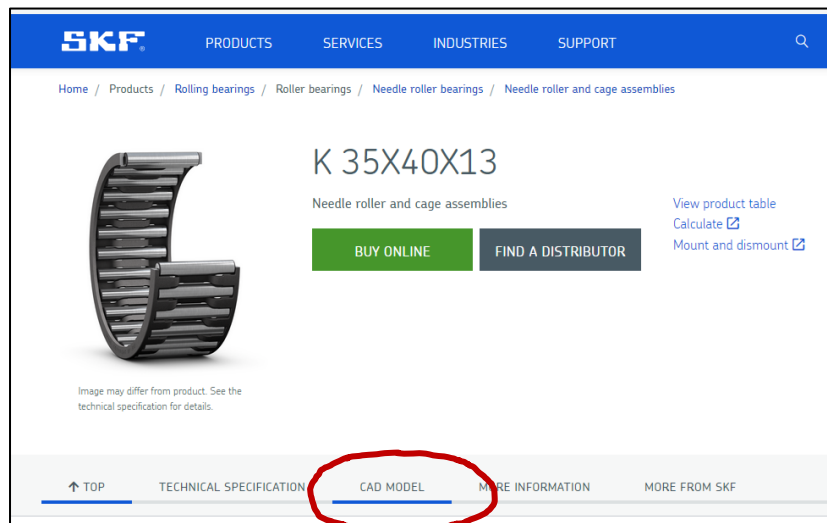 SKF. PRODUCTS SERVICES INDUSTRIES SUPPORT
Home / Products / Rolling bearings / Roller bearings / Needle roller bearings / Needle roller and cage assemblies
K 35X40X13
Needle roller and cage assemblies
BUY ONLINE FIND A DISTRIBUTOR
View product table
Calculate
Mount and dismount
Image may differ from product. See the
technical specification for details.
TOP TECHNICAL SPECIFICATION CAD MODEL MORE INFORMATION MORE FROM SKF